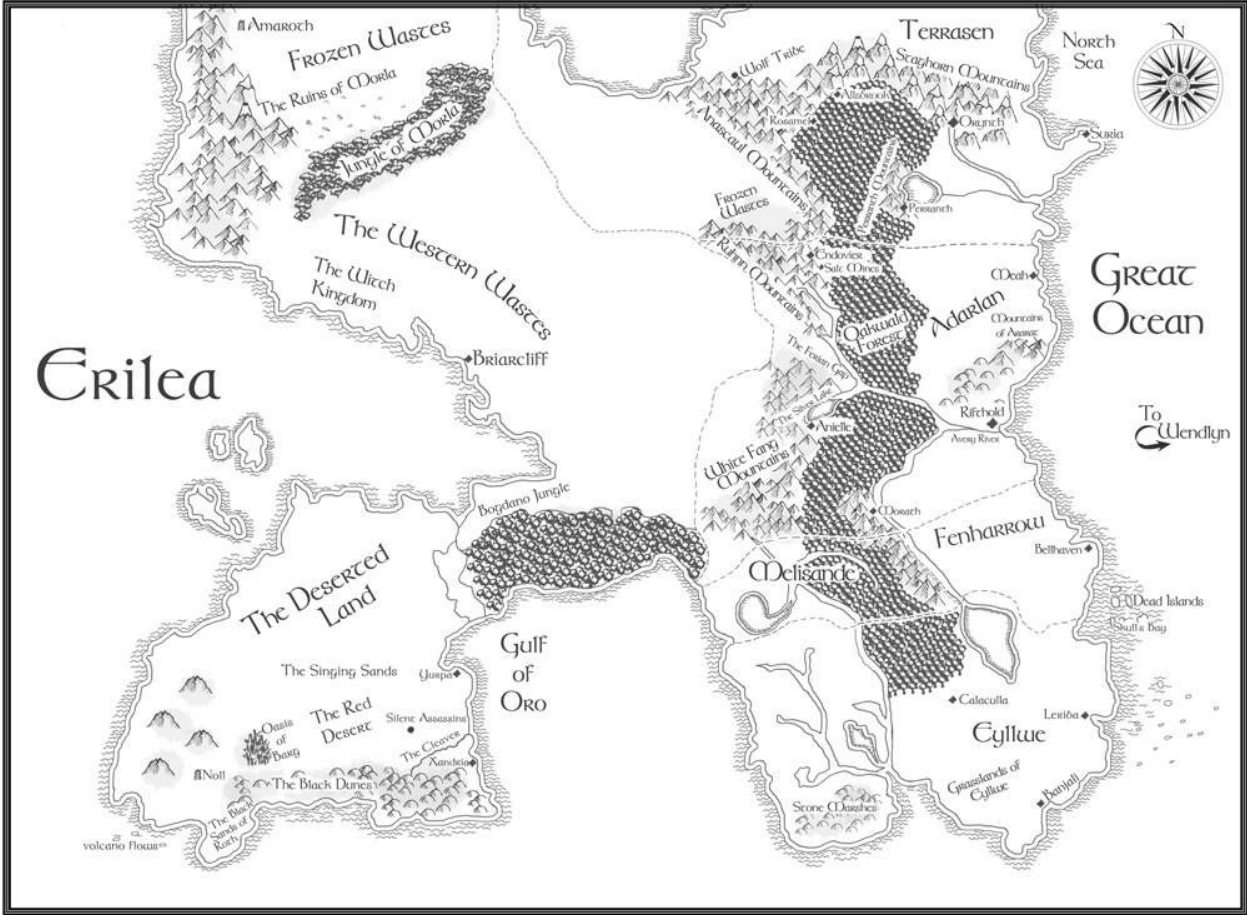 Amaroth
Frozen Wastes
The Ruins of Morla
Jungle of Morla
The Western Wastes
The Witch
Kingdom
Briarcliff
Erilea
Terrasen
Staghorn Mountains
North
Sea
N
Wolf Tribe
Allsbrook
Rosamel
Orynth
Suria
Anascaul Mountains
Perranth Mountains
Perranth
Frozen
Wastes
Ruhnn Mountains
Endovier
Salt Mines
Meah
Great
Ocean
Adarlan
Mountains
of Ararat
Oakwald
Forest
The Ferian Gap
The Silver Lake
Anielle
Rifthold
Avery River
To
Wendlyn
White Fang
Mountains
Morath
Fenharrow
Bellhaven
Bogdano Jungle
Melisande
Dead Islands
Skull's Bay
The Deserted
Land
Gulf
of
Oro
The Singing Sands
Yurpa
The Red
Desert
Silent Assassins
Oasis
of
Barg
The Cleaver
Xandria
Noll
The Black Dunes
The Black
Sands of
Roth
volcano flows
Calaculla
Leriba
Eyllwe
Grasslands of
Eyllwe
Banjali
Stone Marshes